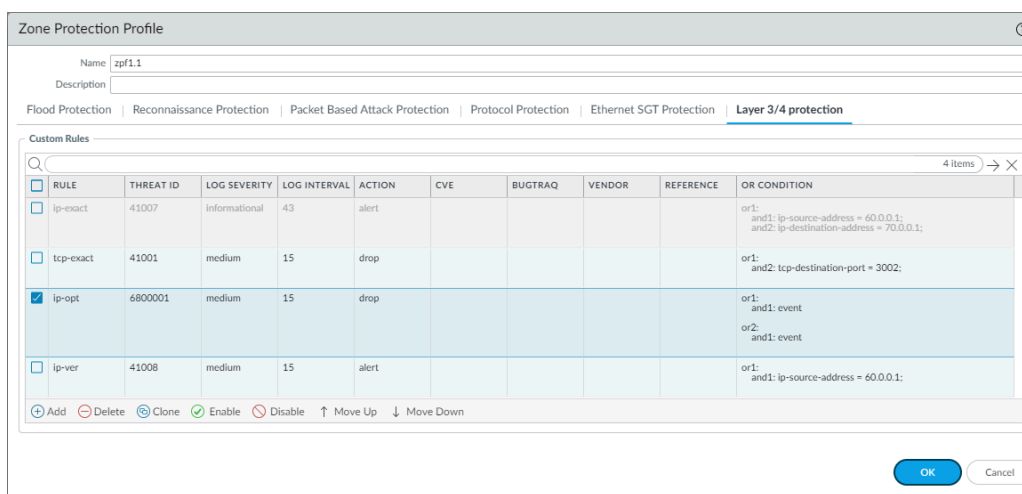 Zone Protection Profile
Name zpf1.1
Description
Flood Protection | Reconnaissance Protection | Packet Based Attack Protection | Protocol Protection | Ethernet SGT Protection | Layer 3/4 protection
Custom Rules
4 items
RULE THREAT ID LOG SEVERITY LOG INTERVAL ACTION CVE BUGTRAQ VENDOR REFERENCE OR CONDITION
ip-exact 41007 informational 43 alert or1:
and1: ip-source-address = 60.0.0.1;
and2: ip-destination-address = 70.0.0.1;
tcp-exact 41001 medium 15 drop or1:
and2: tcp-destination-port = 3002;
ip-opt 6800001 medium 15 drop or1:
and1: event
or2:
and1: event
ip-ver 41008 medium 15 alert or1:
and1: ip-source-address = 60.0.0.1;
Add Delete Clone Enable Disable ↑ Move Up ↓ Move Down
OK Cancel